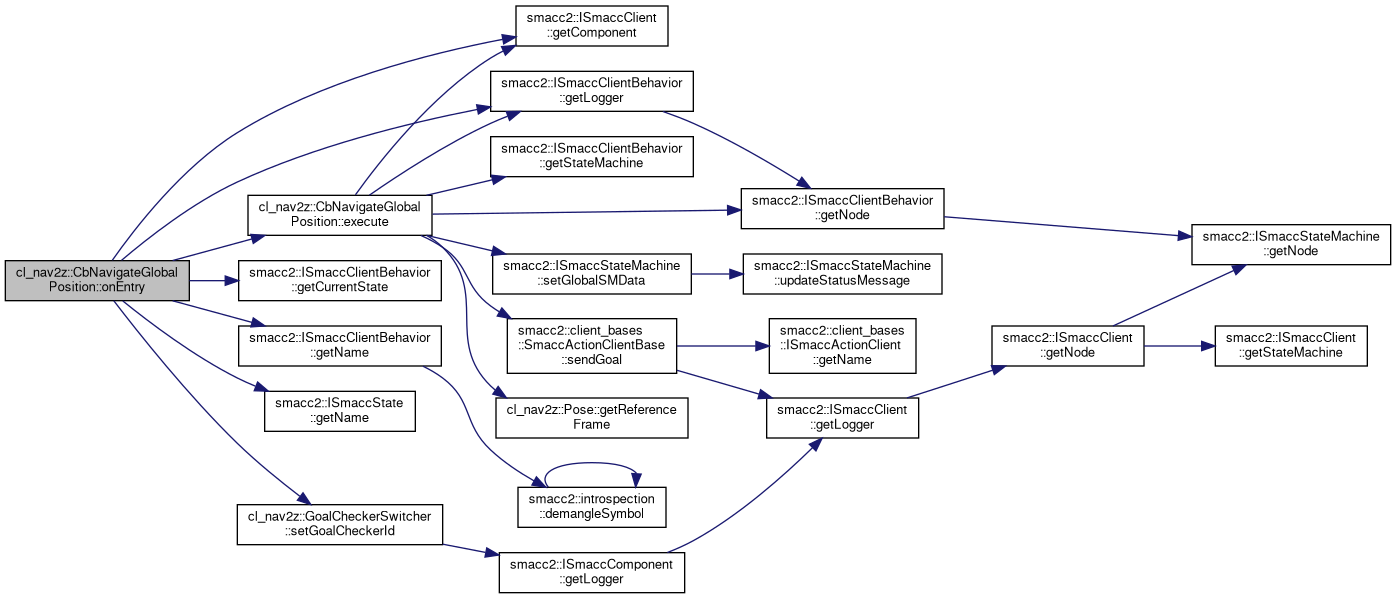 smacc2::ISmaccClient
::getComponent
smacc2::ISmaccClientBehavior
::getLogger
smacc2::ISmaccClientBehavior
::getStateMachine
cl_nav2z::CbNavigateGlobal
Position::execute
smacc2::ISmaccClientBehavior
::getNode
smacc2::ISmaccStateMachine
::getNode
cl_nav2z::CbNavigateGlobal
Position::onEntry
smacc2::ISmaccClientBehavior
::getCurrentState
smacc2::ISmaccStateMachine
::setGlobalSMData
smacc2::ISmaccStateMachine
::updateStatusMessage
smacc2::ISmaccClientBehavior
::getName
smacc2::client_bases
::SmaccActionClientBase
::sendGoal
smacc2::client_bases
::ISmaccActionClient
::getName
smacc2::ISmaccClient
::getNode
smacc2::ISmaccClient
::getStateMachine
smacc2::ISmaccState
::getName
cl_nav2z::Pose::getReference
Frame
smacc2::ISmaccClient
::getLogger
smacc2::introspection
::demangleSymbol
cl_nav2z::GoalCheckerSwitcher
::setGoalCheckerId
smacc2::ISmaccComponent
::getLogger